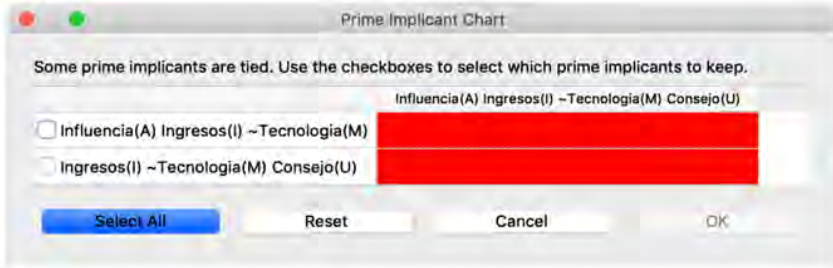 Prime Implicant Chart
Some prime implicants are tied. Use the checkboxes to select which prime implicants to keep.
Influencia(A) Ingresos(I) ~Tecnologia(M) Consejo(U)
Influencia(A) Ingresos(I) ~Tecnologia(M)
Ingresos(I) ~Tecnologia(M) Consejo(U)
Select All Reset Cancel OK